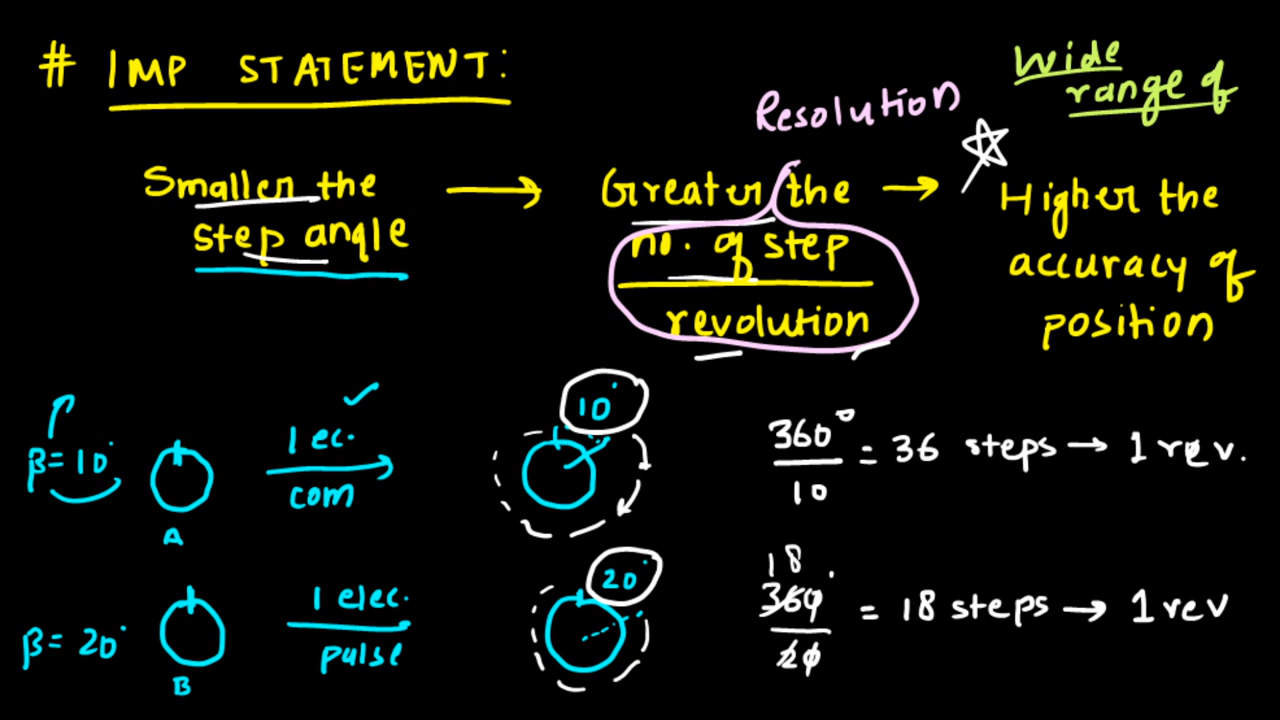 # IMP STATEMENT:
Wide
range of
Resolution
Smaller the
step angle
Greater the
no. of step
revolution
Higher the
accuracy of
position
β = 10°
A
1 ec.
com
10°
360°
10
= 36 steps → 1 rev.
β = 20°
B
1 elec.
pulse
20°
18
360
20
= 18 steps → 1 rev